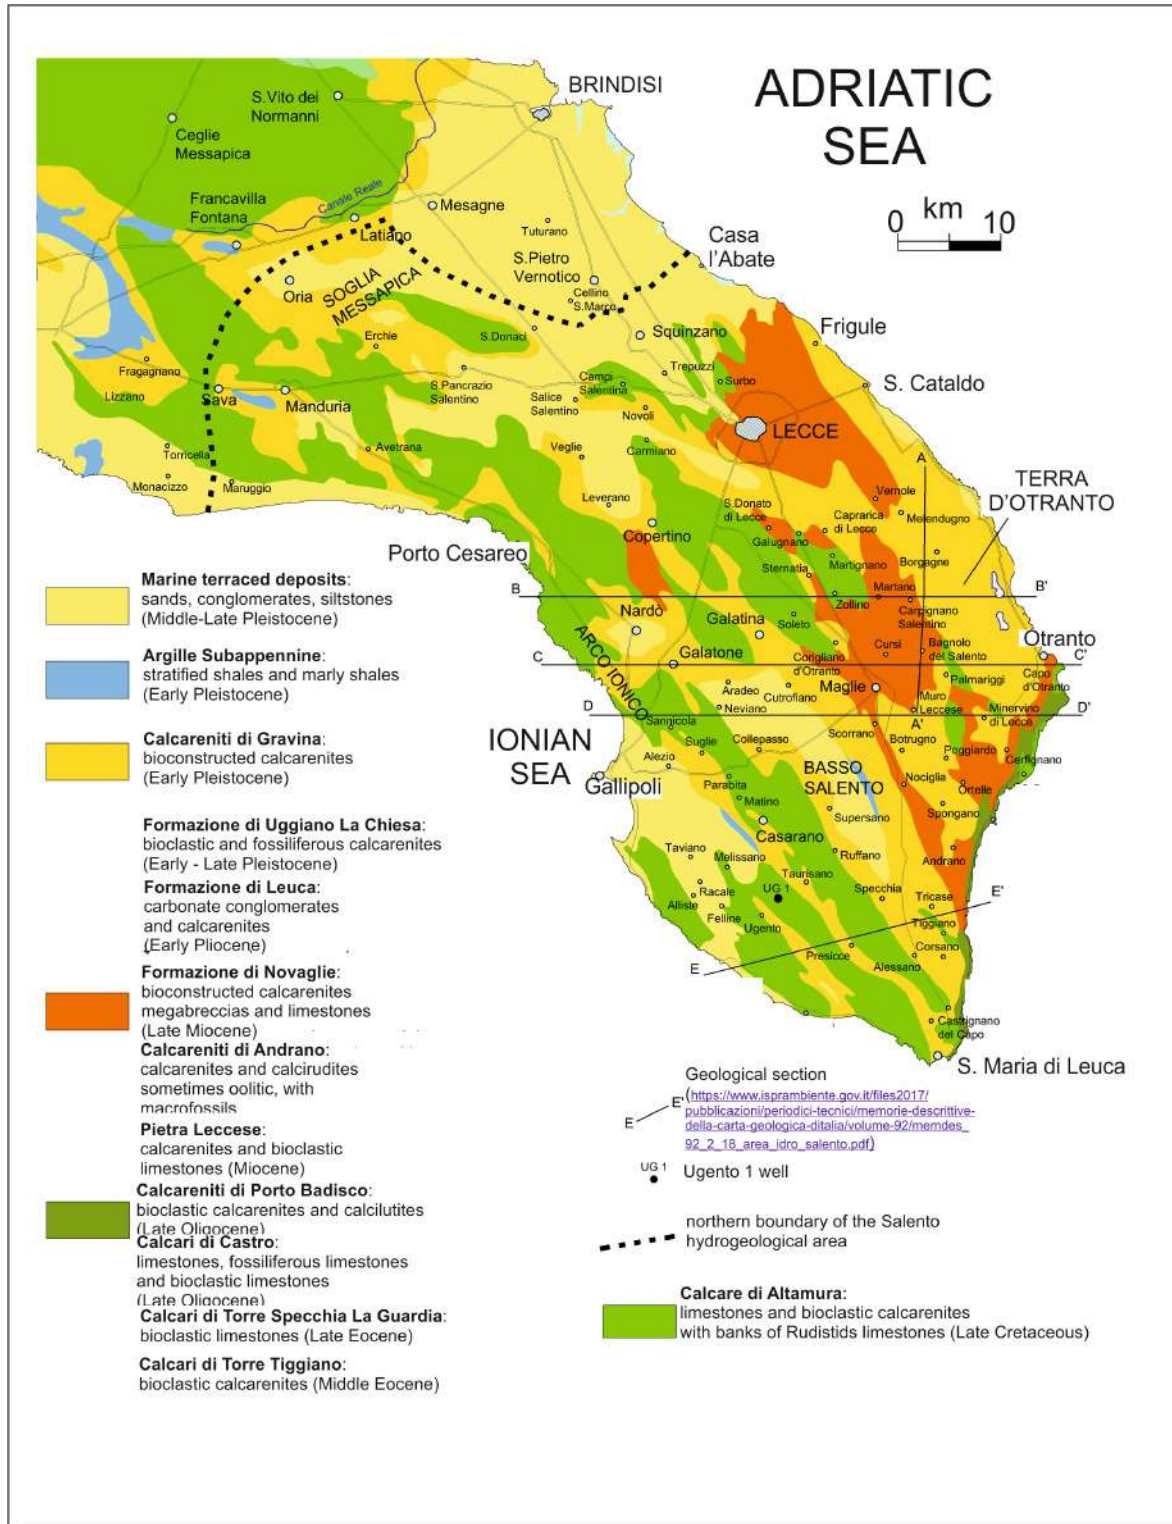 ADRIATIC
SEA
BRINDISI
S.Vito dei
Normanni
Ceglie
Messapica
Francavilla
Fontana
Canale Reale
Mesagne
Latiano
Tuturano
0 km 10
Casa
l'Abate
S.Pietro
Vernotico
Oria
SOGLIA
MESSAPICA
Cellino
S.Marco
Erchie
S.Donaci
Squinzano
Frigule
Fragagnano
Trepuzzi
Surbo
S. Cataldo
Lizzano
Sava
Manduria
S.Pancrazio
Salentino
Salice
Salentino
Campi
Salentina
Novoli
LECCE
Torricella
Avetrana
Veglie
Carmiano
A
TERRA
D'OTRANTO
Monacizzo
Maruggio
Leverano
Vernole
S.Donato
di Lecce
Caprarica
di Lecce
Melendugno
Copertino
Galugnano
Borgagne
Porto Cesareo
Sternatia
Martignano
Martano
B
B'
Zollino
Carpignano
Salentino
Nardò
Galatina
Soleto
Otranto
ARCO IONICO
Galatone
Cursi
Bagnolo
del Salento
C
C'
Corigliano
d'Otranto
Maglie
Palmariggi
Capo
d'Otranto
Aradeo
Cutrofiano
Neviano
Muro
Leccese
Minervino
di Lecce
D
D'
A'
Sannicola
Scorrano
IONIAN
SEA
Suglie
Collepasso
Botrugno
Poggiardo
Cerfignano
Alezio
BASSO
SALENTO
Gallipoli
Parabita
Nociglia
Ortelle
Matino
Supersano
Spongano
Casarano
Taviano
Melissano
Ruffano
Andrano
Taurisano
Racale
UG 1
Specchia
Tricase
E'
Alliste
Felline
Ugento
Tiggiano
Presicce
Corsano
E
Alessano
Castrignano
del Capo
S. Maria di Leuca
Marine terraced deposits:
sands, conglomerates, siltstones
(Middle-Late Pleistocene)
Argille Subappennine:
stratified shales and marly shales
(Early Pleistocene)
Calcareniti di Gravina:
bioconstructed calcarenites
(Early Pleistocene)
Formazione di Uggiano La Chiesa:
bioclastic and fossiliferous calcarenites
(Early - Late Pleistocene)
Formazione di Leuca:
carbonate conglomerates
and calcarenites
(Early Pliocene)
Formazione di Novaglie:
bioconstructed calcarenites
megabreccias and limestones
(Late Miocene)
Calcareniti di Andrano:
calcarenites and calcirudites
sometimes oolitic, with
macrofossils
Pietra Leccese:
calcarenites and bioclastic
limestones (Miocene)
Calcareniti di Porto Badisco:
bioclastic calcarenites and calcilutites
(Late Oligocene)
Calcari di Castro:
limestones, fossiliferous limestones
and bioclastic limestones
(Late Oligocene)
Calcari di Torre Specchia La Guardia:
bioclastic limestones (Late Eocene)
Calcari di Torre Tiggiano:
bioclastic calcarenites (Middle Eocene)
Geological section
E E' (https://www.isprambiente.gov.it/files2017/
pubblicazioni/periodici-tecnici/memorie-descrittive-
della-carta-geologica-ditalia/volume-92/memdes_
92_2_18_area_idro_salento.pdf)
UG 1 Ugento 1 well
northern boundary of the Salento
hydrogeological area
Calcare di Altamura:
limestones and bioclastic calcarenites
with banks of Rudistids limestones (Late Cretaceous)